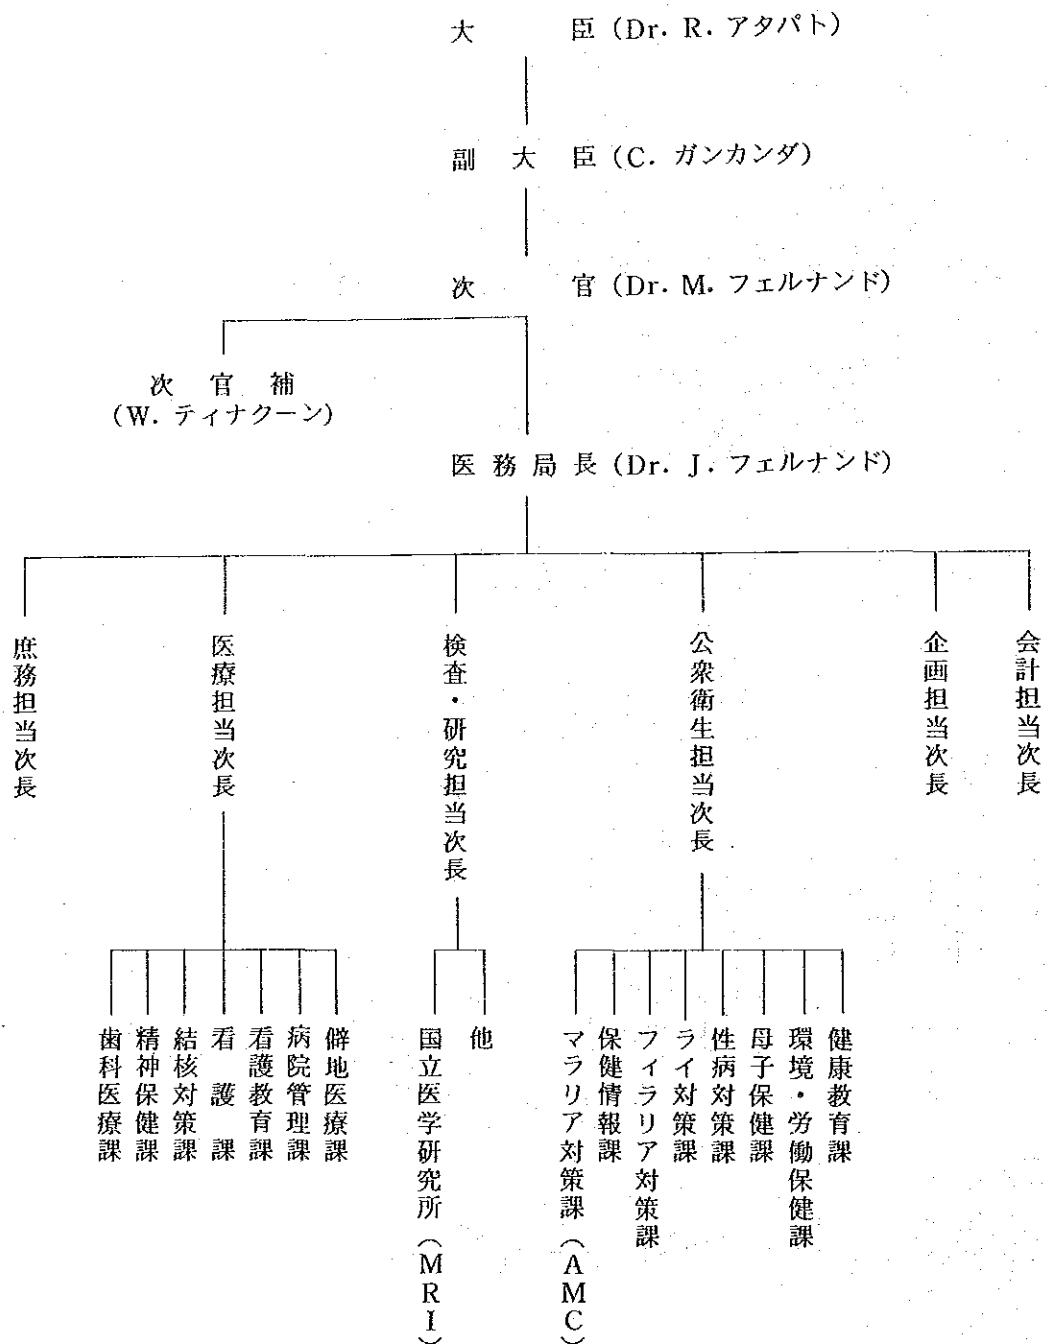 大臣 (Dr. R. アタパト)
副大臣 (C. ガンカンダ)
次官 (Dr. M. フェルナンド)
次官補
(W. ティナクーン)
医務局長 (Dr. J. フェルナンド)
庶務担当次長
医療担当次長
検査・研究担当次長
公衆衛生担当次長
企画担当次長
会計担当次長
歯科医療課
精神保健課
結核対策課
看護課
看護教育課
病院管理課
僻地医療課
国立医学研究所(MRI)
他
マラリア対策課(AMC)
保健情報課
フィラリア対策課
ライ対策課
性病対策課
母子保健課
環境・労働保健課
健康教育課